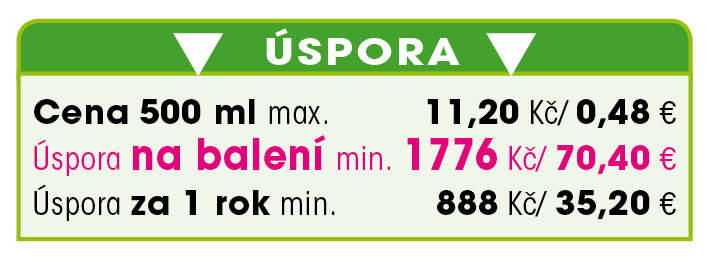 ÚSPORA
Cena 500 ml max. 11,20 Kč/ 0,48 €
Úspora na balení min. 1776 Kč/ 70,40 €
Úspora za 1 rok min. 888 Kč/ 35,20 €